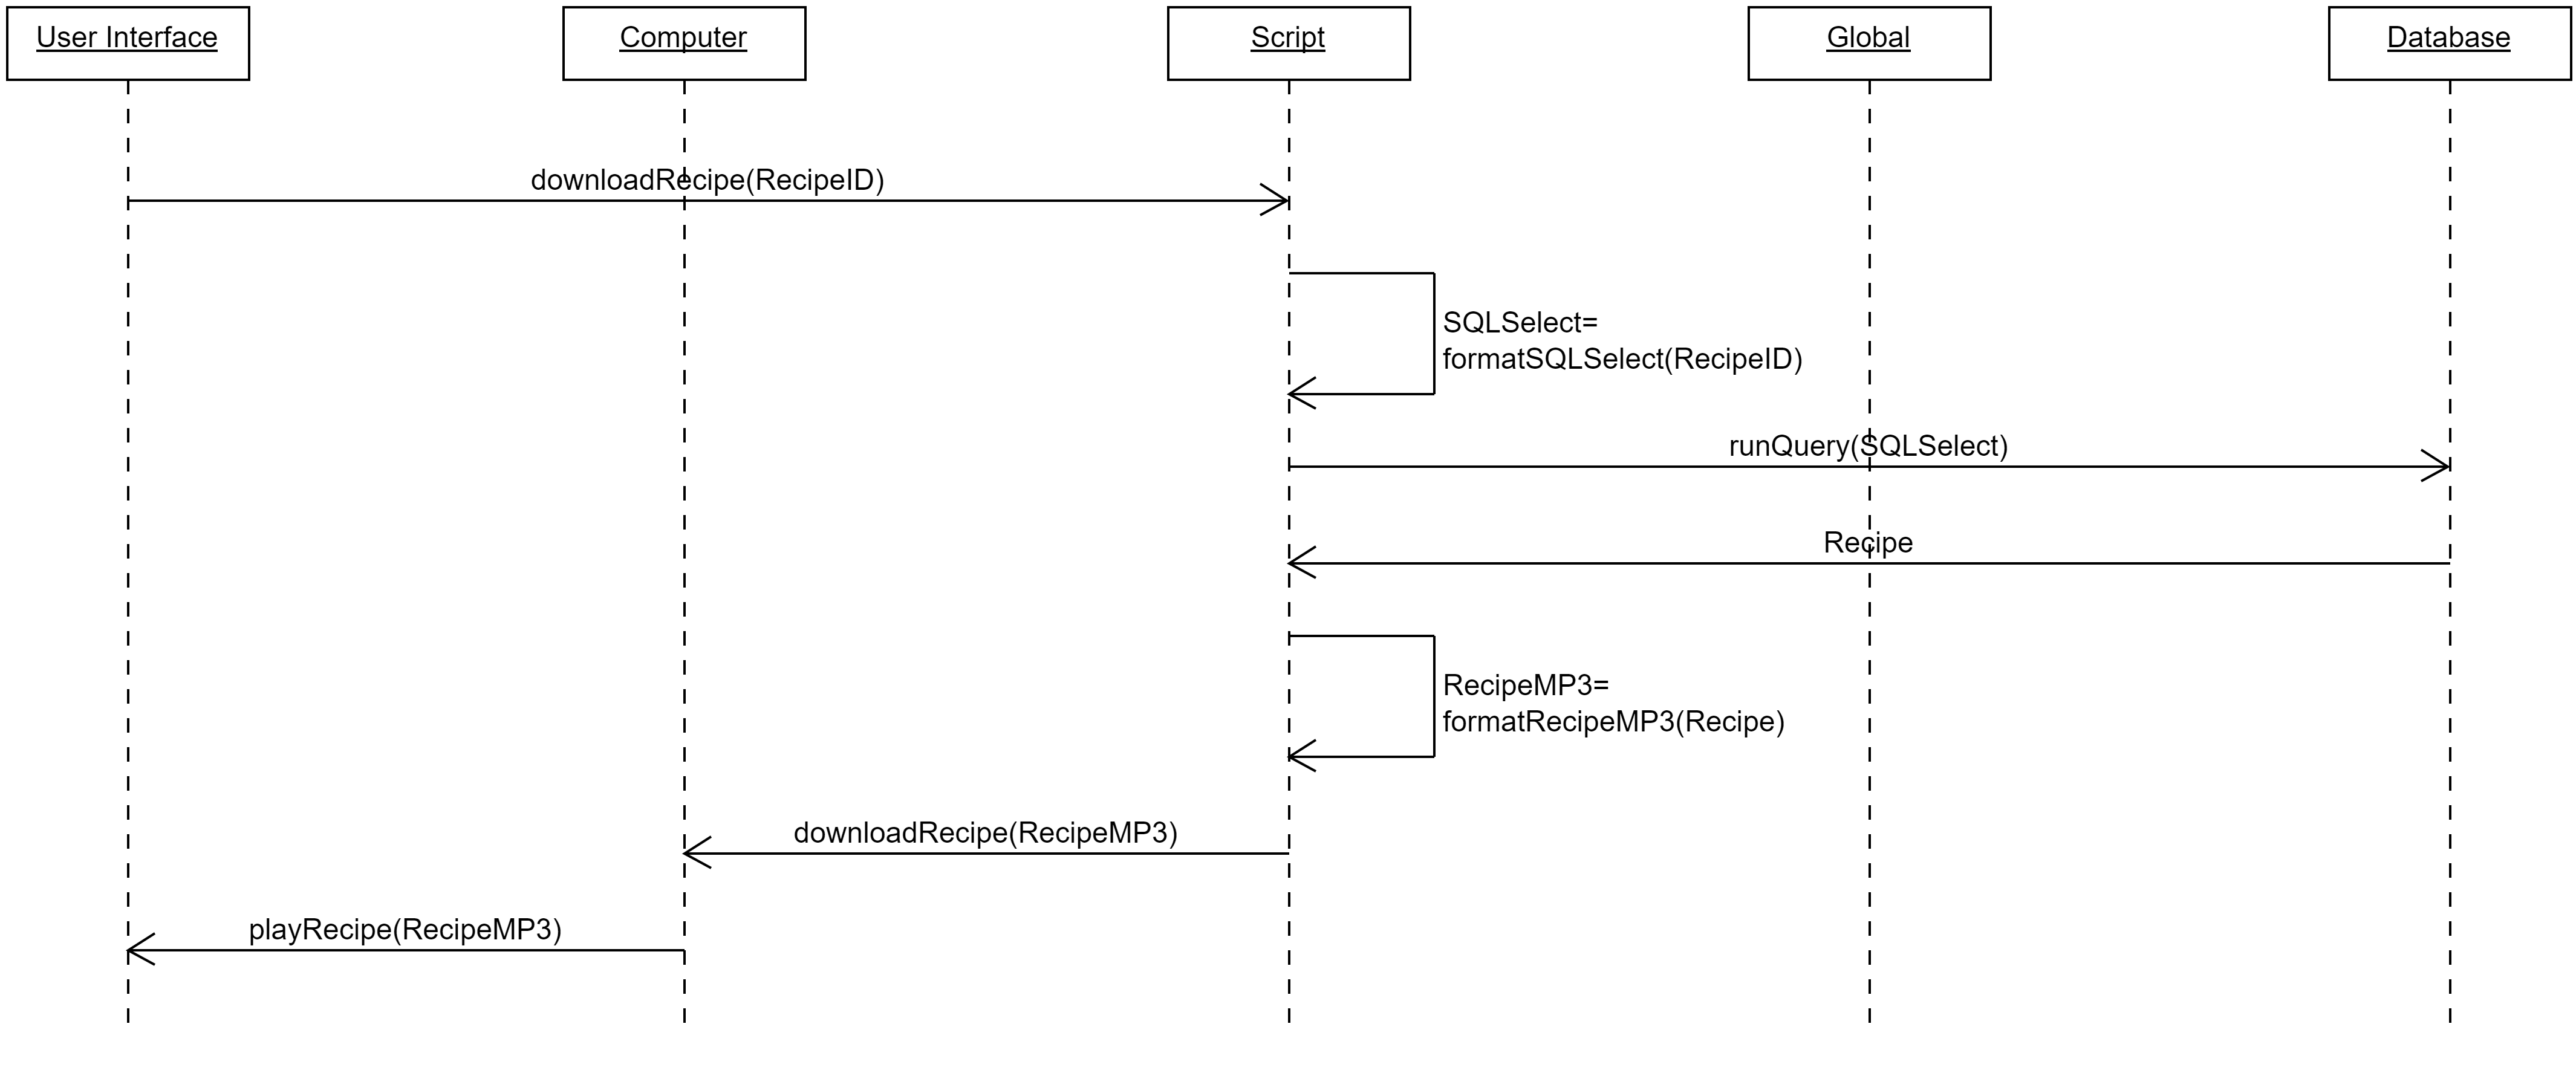 User Interface
Computer
Script
Global
Database
downloadRecipe(RecipeID)
SQLSelect=
formatSQLSelect(RecipeID)
runQuery(SQLSelect)
Recipe
RecipeMP3=
formatRecipeMP3(Recipe)
downloadRecipe(RecipeMP3)
playRecipe(RecipeMP3)